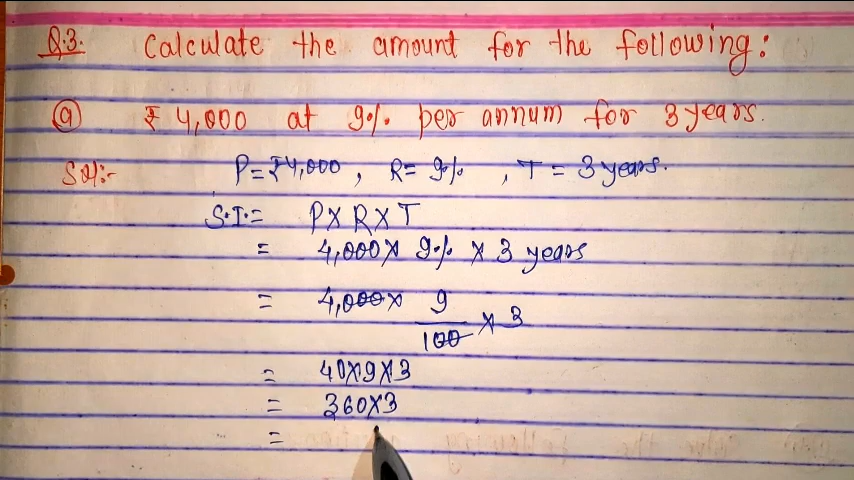 Q.3. Calculate the amount for the following:
(a) ₹ 4,000 at 9% per annum for 3 years.
Sol:- P=₹4,000, R= 9%, T = 3 years.
S.I.= P×R×T
= 4,000× 9% × 3 years
= 4,000× 9/100 × 3
= 40×9×3
= 360×3
=